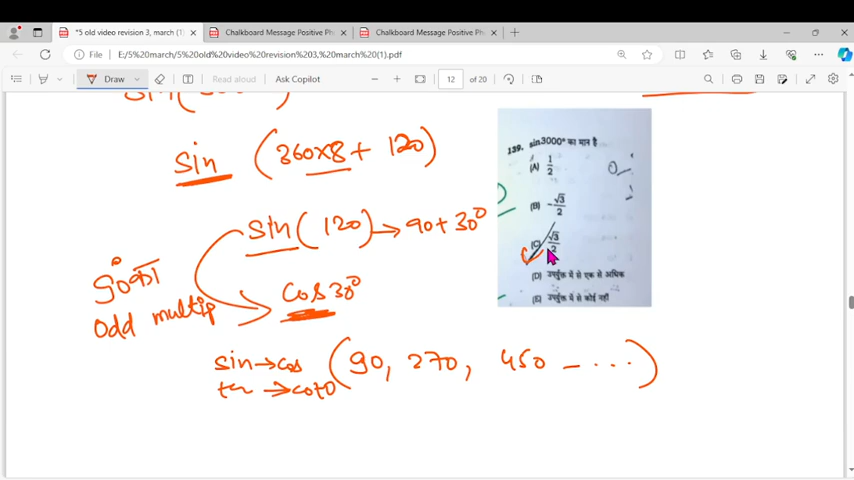 *5 old video revision 3, march (1)
Chalkboard Message Positive Ph
Chalkboard Message Positive Ph
File
E:/5%20march/5%20old%20video%20revision%203,%20march%20(1).pdf
Draw
Read aloud
Ask Copilot
12
of 20
sin (360×8 + 120)
sin (120) → 90+30°
90° का
odd multip
cos 30°
sin → cos (90, 270, 450 - ....)
tan → cotθ
139. sin3000° का मान है
(A) 1/2
(B) -√3/2
(C) √3/2
(D) उपर्युक्त में से एक से अधिक
(E) उपर्युक्त में से कोई नहीं